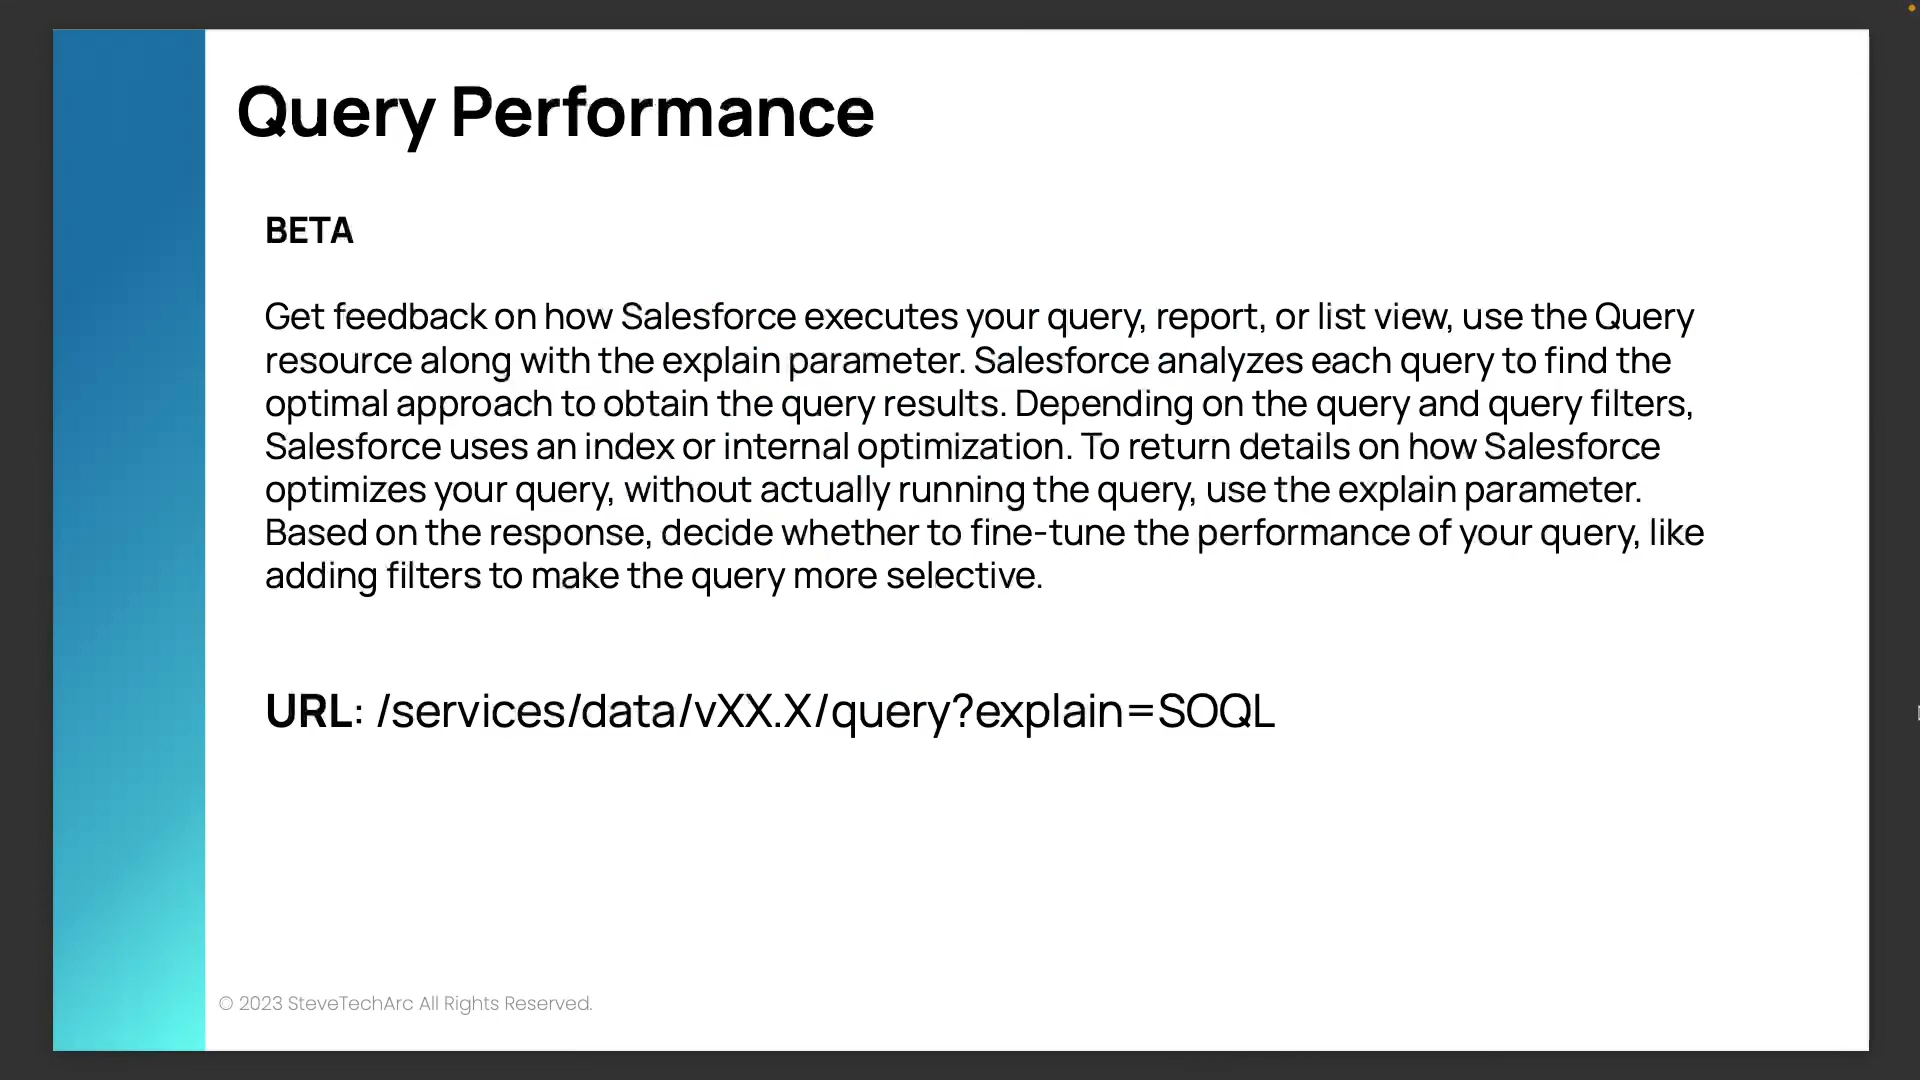 Query Performance
BETA
Get feedback on how Salesforce executes your query, report, or list view, use the Query
resource along with the explain parameter. Salesforce analyzes each query to find the
optimal approach to obtain the query results. Depending on the query and query filters,
Salesforce uses an index or internal optimization. To return details on how Salesforce
optimizes your query, without actually running the query, use the explain parameter.
Based on the response, decide whether to fine-tune the performance of your query, like
adding filters to make the query more selective.
URL: /services/data/vXX.X/query?explain=SOQL
© 2023 SteveTechArc All Rights Reserved.